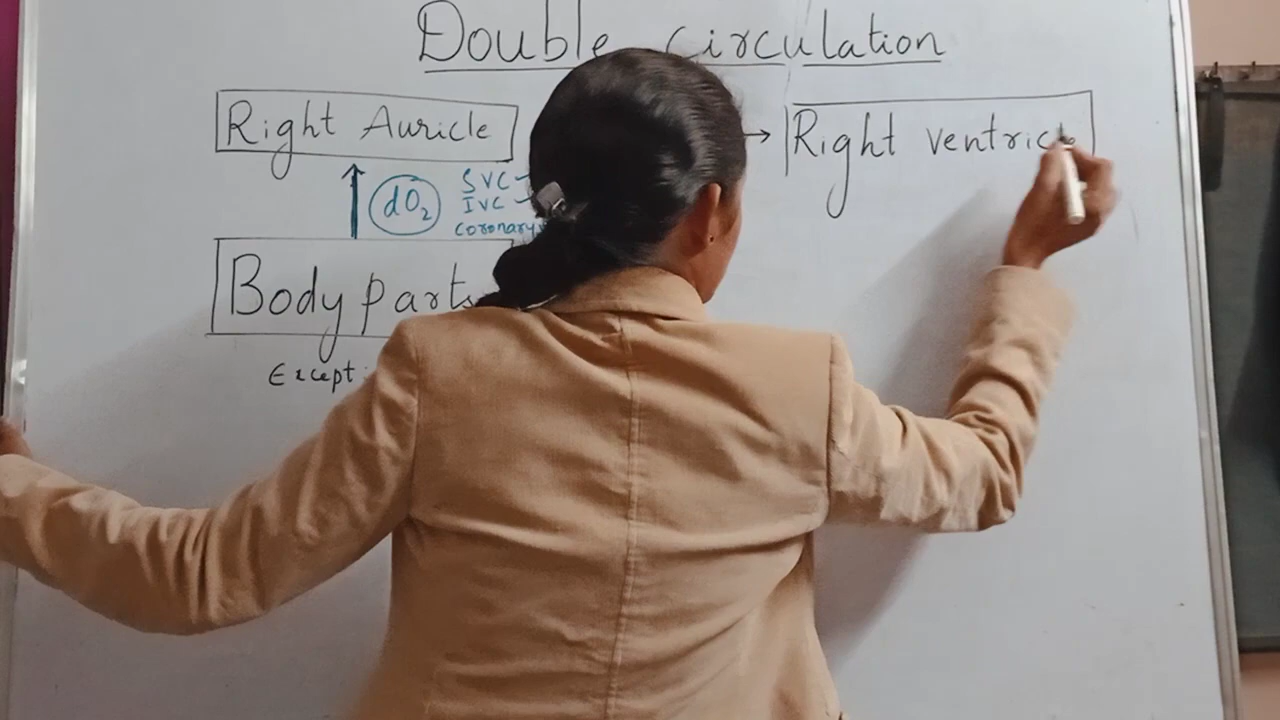 Double circulation
Right Auricle → Right ventricle
dO₂
SVC
IVC
coronary
Body parts
Except